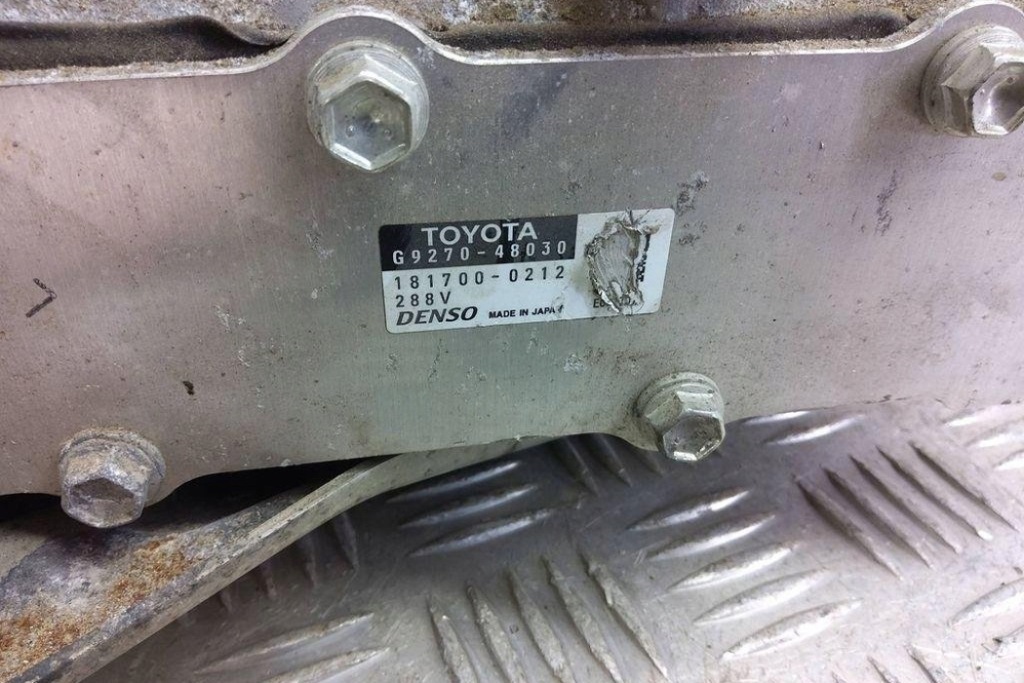 TOYOTA
G9270-48030
181700-0212
288V
DENSO MADE IN JAPAN